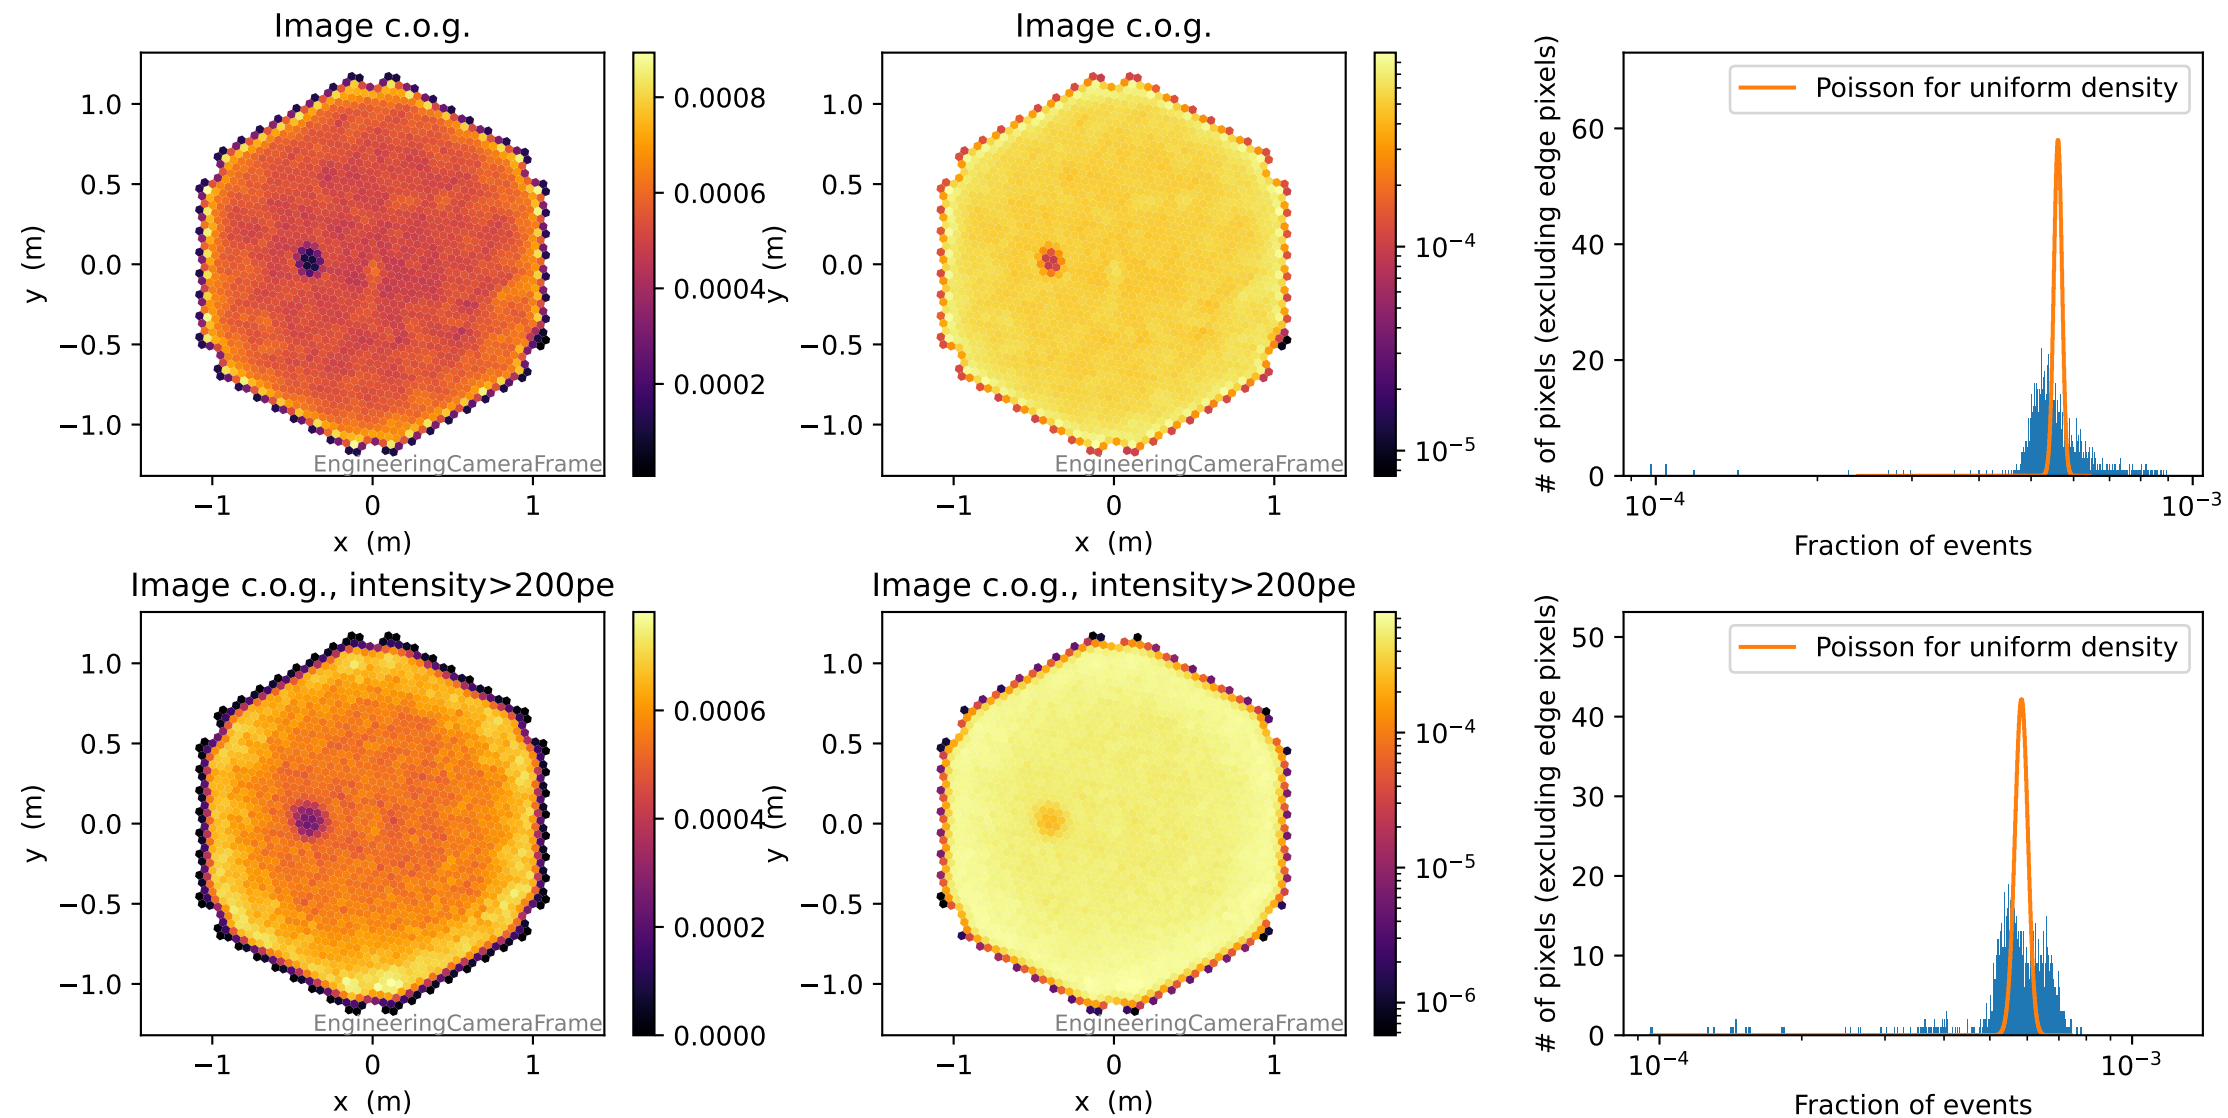 Image c.o.g.
1.0
0.5
0.0
−0.5
−1.0
−1
0
1
x (m)
y (m)
EngineeringCameraFrame
0.0008
0.0006
0.0004
0.0002
Image c.o.g.
1.0
0.5
0.0
−0.5
−1.0
−1
0
1
x (m)
y (m)
EngineeringCameraFrame
10−4
10−5
# of pixels (excluding edge pixels)
60
40
20
0
Poisson for uniform density
10−4
10−3
Fraction of events
Image c.o.g., intensity>200pe
1.0
0.5
0.0
−0.5
−1.0
−1
0
1
x (m)
y (m)
EngineeringCameraFrame
0.0006
0.0004
0.0002
0.0000
Image c.o.g., intensity>200pe
1.0
0.5
0.0
−0.5
−1.0
−1
0
1
x (m)
y (m)
EngineeringCameraFrame
10−4
10−5
10−6
# of pixels (excluding edge pixels)
50
40
30
20
10
0
Poisson for uniform density
10−4
10−3
Fraction of events